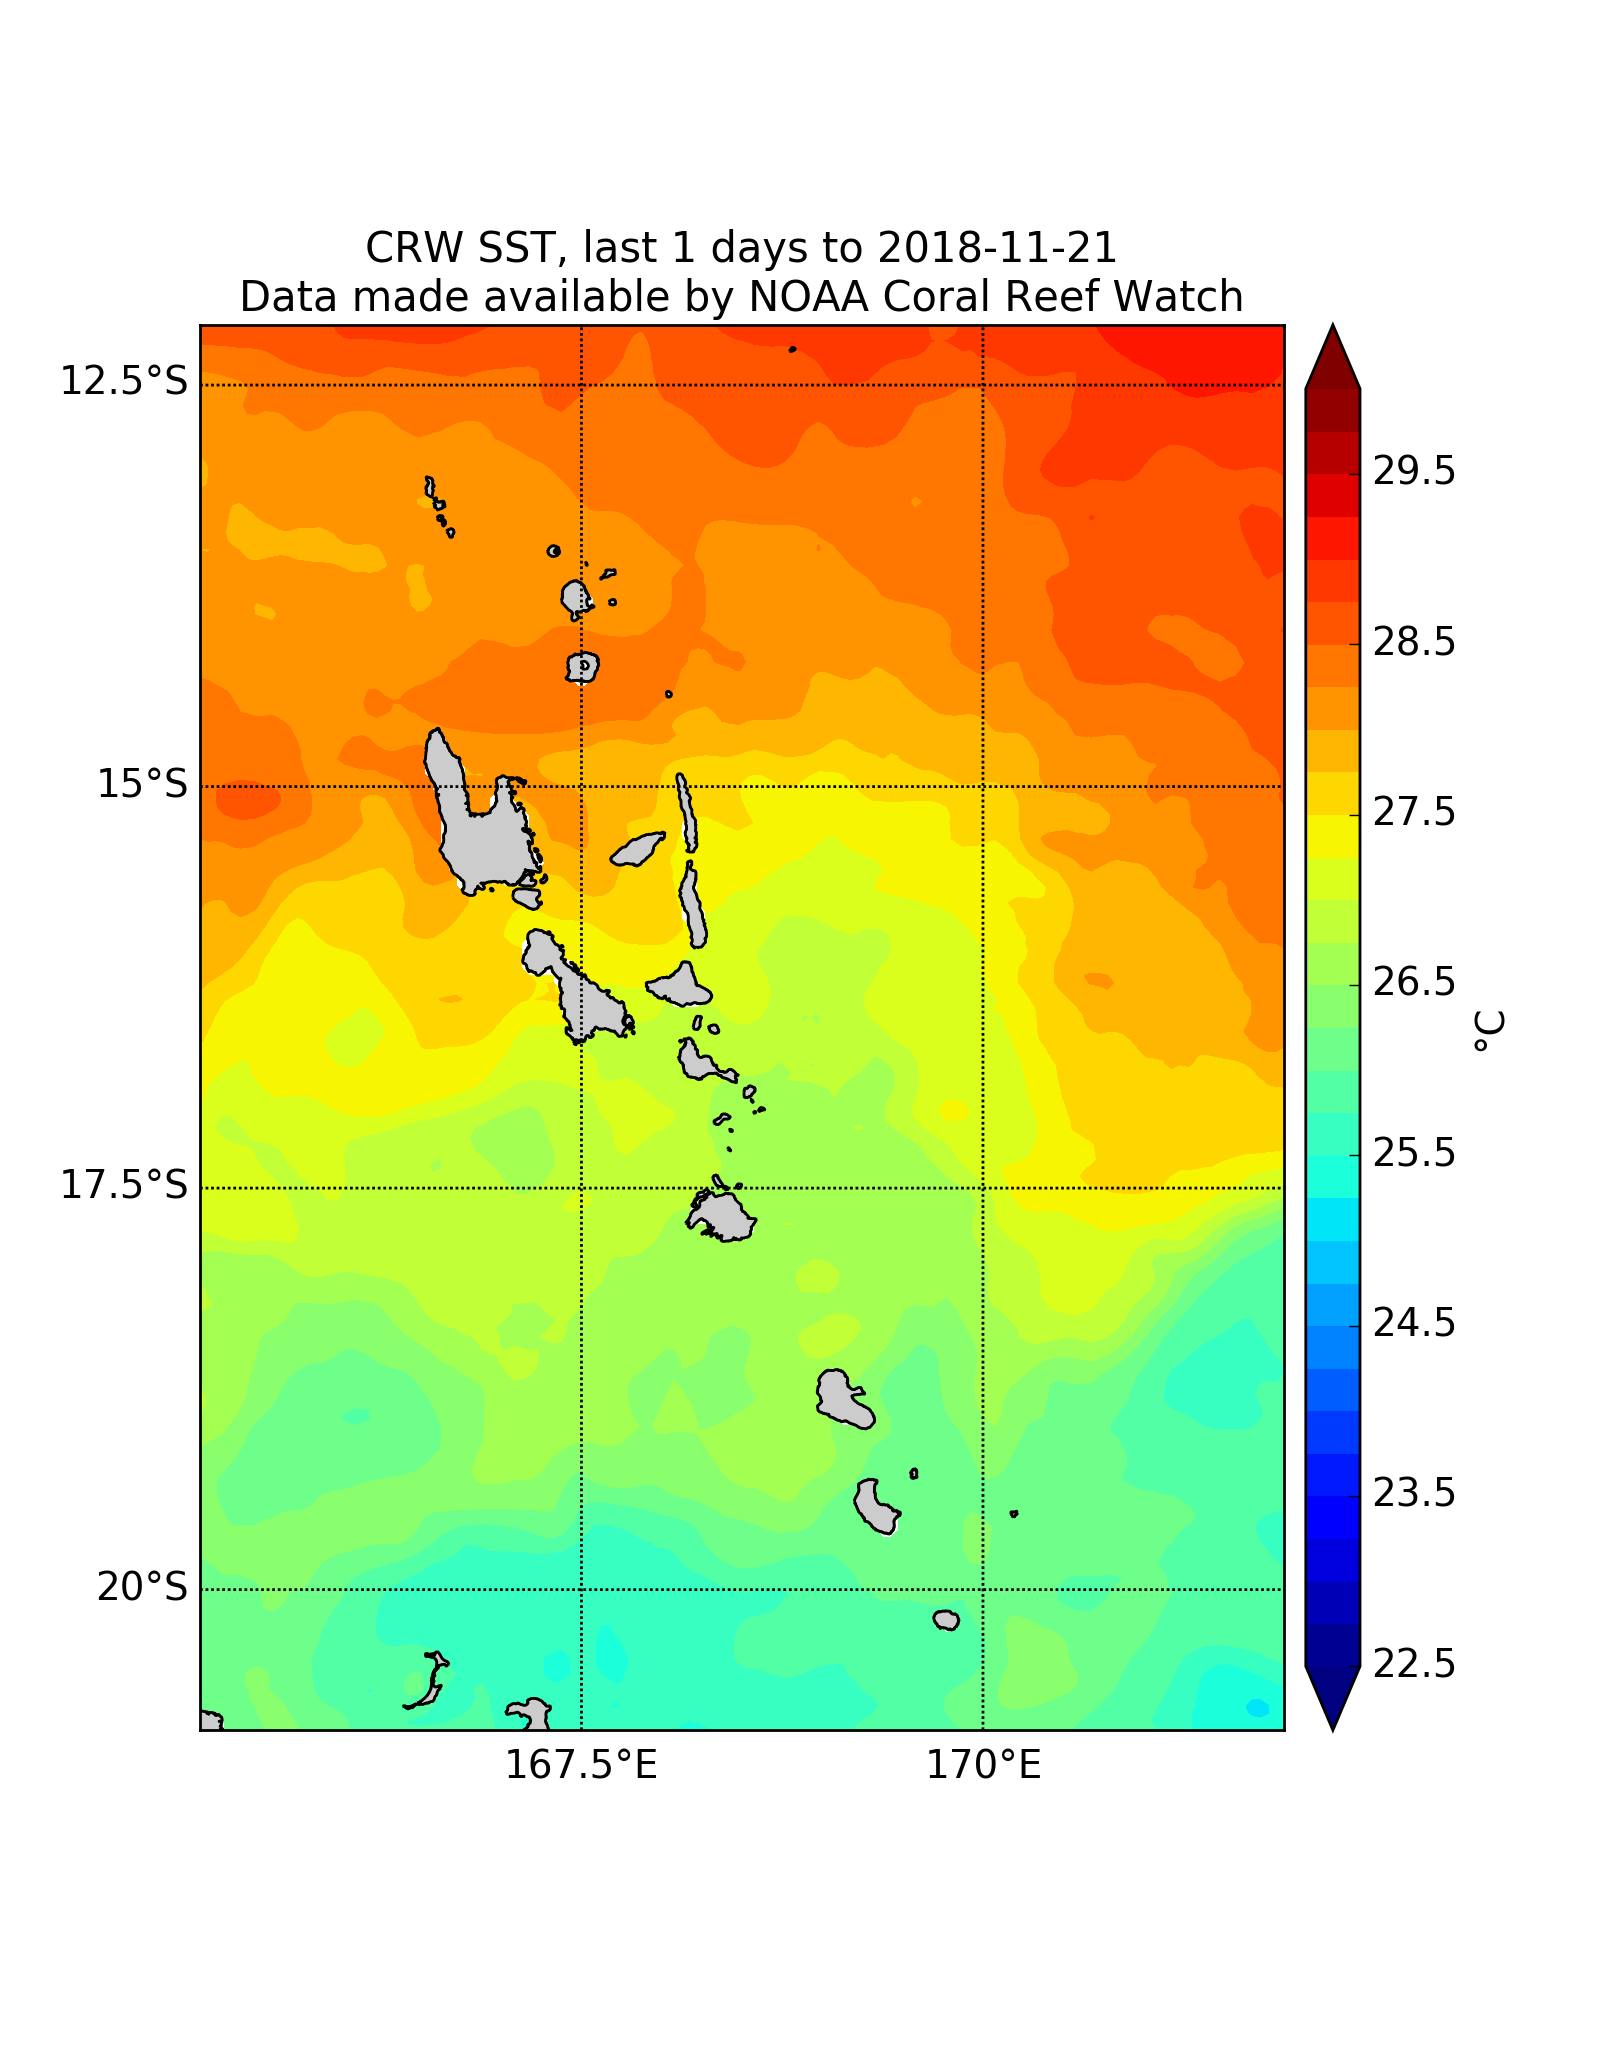 CRW SST, last 1 days to 2018-11-21
Data made available by NOAA Coral Reef Watch
12.5°S
15°S
17.5°S
20°S
167.5°E
170°E
29.5
28.5
27.5
26.5
25.5
24.5
23.5
22.5
°C